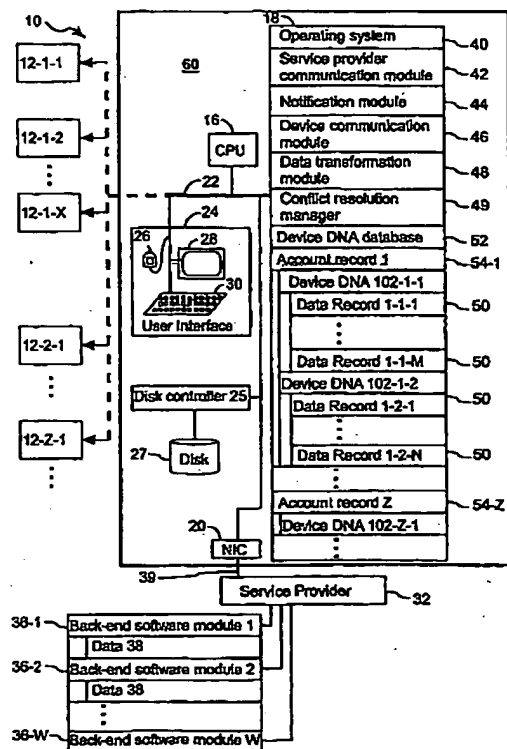 10
12-1-1
12-1-2
12-1-X
12-2-1
12-Z-1
60
16
CPU
22
24
26
28
30
User Interface
Disk controller 25
27
Disk
20
NIC
39
18
Operating system
40
Service provider
communication module
42
Notification module
44
Device communication
module
46
Data transformation
module
48
Conflict resolution
manager
49
Device DNA database
52
Account record 1
54-1
Device DNA 102-1-1
Data Record 1-1-1
50
Data Record 1-1-M
50
Device DNA 102-1-2
50
Data Record 1-2-1
Data Record 1-2-N
50
Account record Z
54-Z
Device DNA 102-Z-1
Service Provider
32
36-1
Back-end software module 1
Data 38
36-2
Back-end software module 2
Data 38
36-W
Back-end software module W